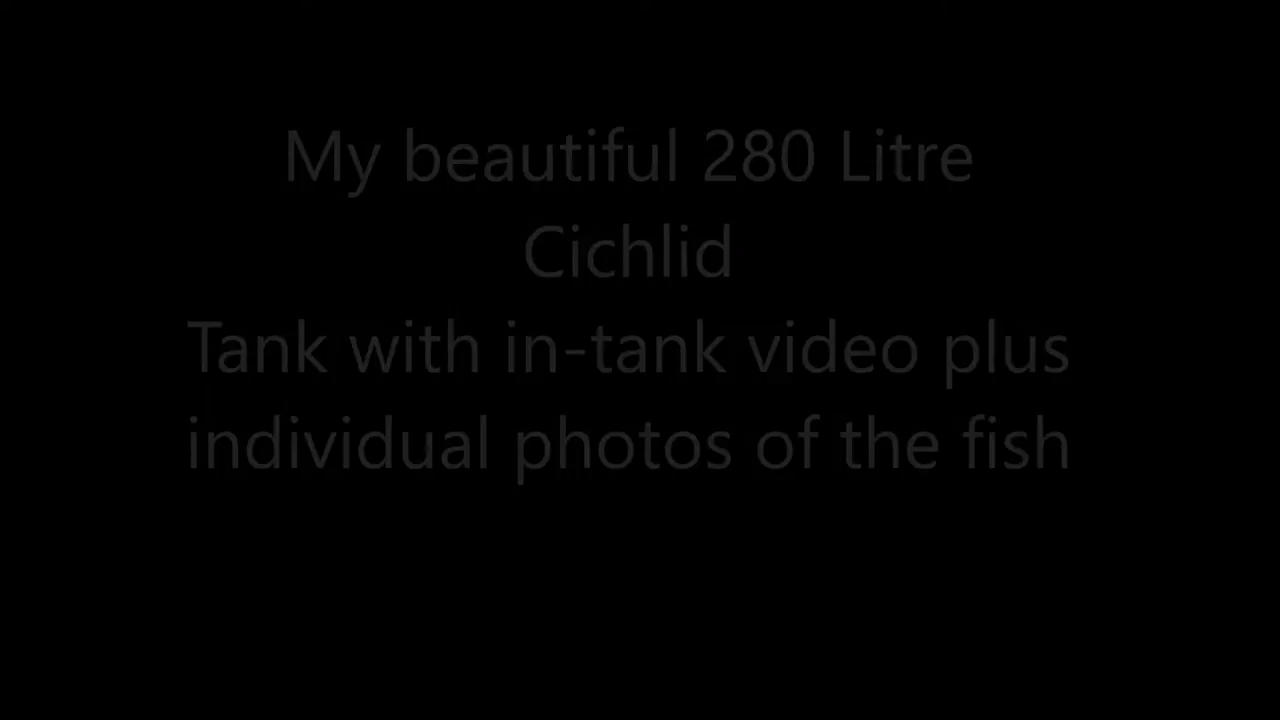 My beautiful 280 Litre
Cichlid
Tank with in-tank video plus
individual photos of the fish